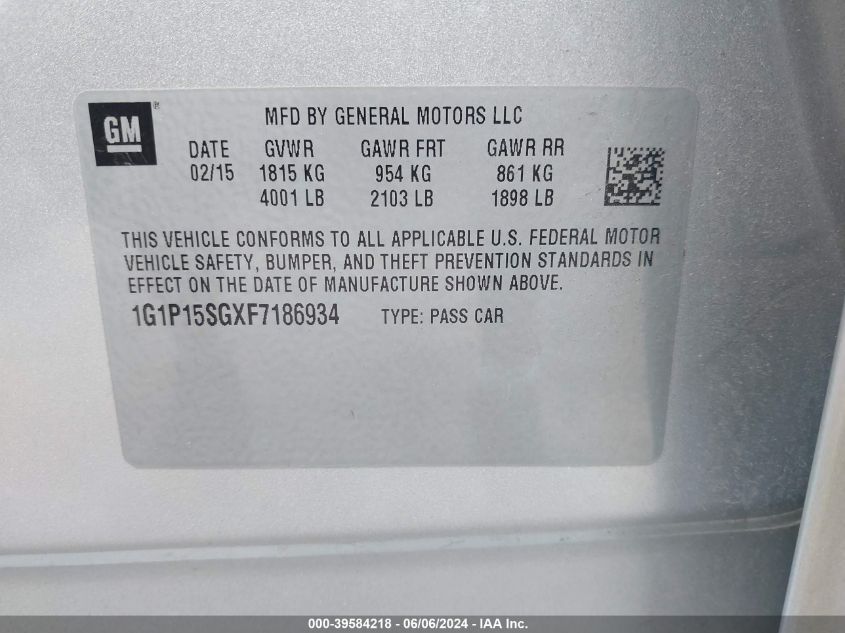 GM ®
MFD BY GENERAL MOTORS LLC
DATE GVWR GAWR FRT GAWR RR
02/15 1815 KG 954 KG 861 KG
4001 LB 2103 LB 1898 LB
THIS VEHICLE CONFORMS TO ALL APPLICABLE U.S. FEDERAL MOTOR
VEHICLE SAFETY, BUMPER, AND THEFT PREVENTION STANDARDS IN
EFFECT ON THE DATE OF MANUFACTURE SHOWN ABOVE.
1G1P15SGXF7186934 TYPE: PASS CAR
000-39584218 - 06/06/2024 - IAA Inc.